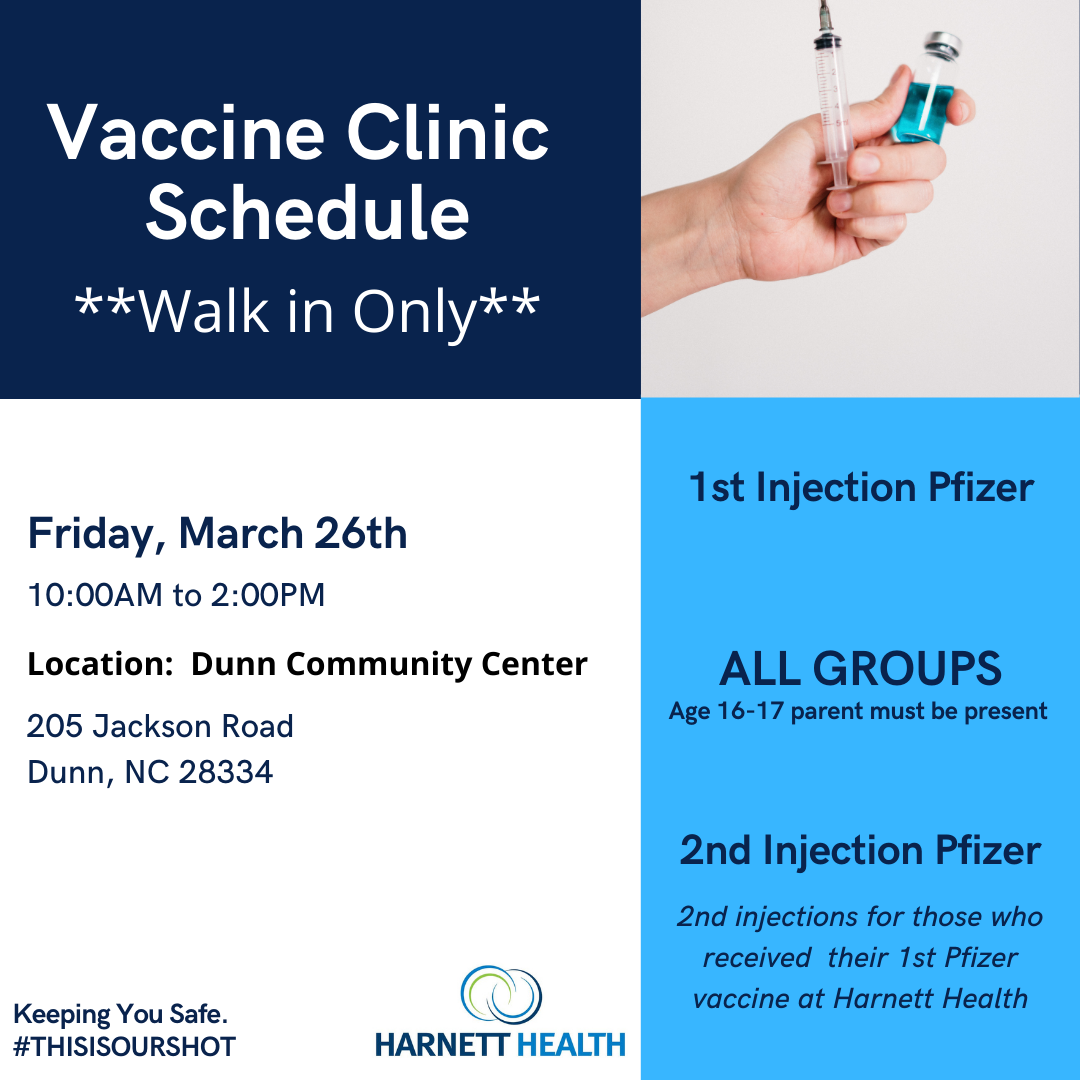 Vaccine Clinic
Schedule
**Walk in Only**
Friday, March 26th
10:00AM to 2:00PM
Location:  Dunn Community Center
205 Jackson Road
Dunn, NC 28334
Keeping You Safe.
#THISISOURSHOT
HARNETT HEALTH
1st Injection Pfizer
ALL GROUPS
Age 16-17 parent must be present
2nd Injection Pfizer
2nd injections for those who
received  their 1st Pfizer
vaccine at Harnett Health